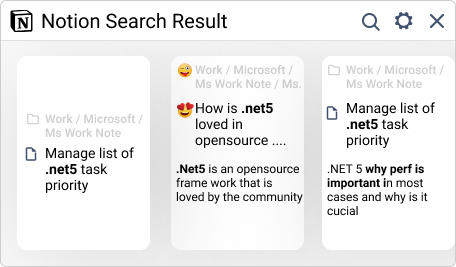 Notion Search Result
Work / Microsoft /
Ms Work Note
Manage list of
.net5 task
priority
Work / Microsoft /
Ms Work Note / Ms.
How is .net5
loved in
opensource ....
.Net5 is an opensource
frame work that is
loved by the community
Work / Microsoft /
Ms Work Note
Manage list of
.net5 task
priority
.NET 5 why perf is
important in most
cases and why is it
cucial